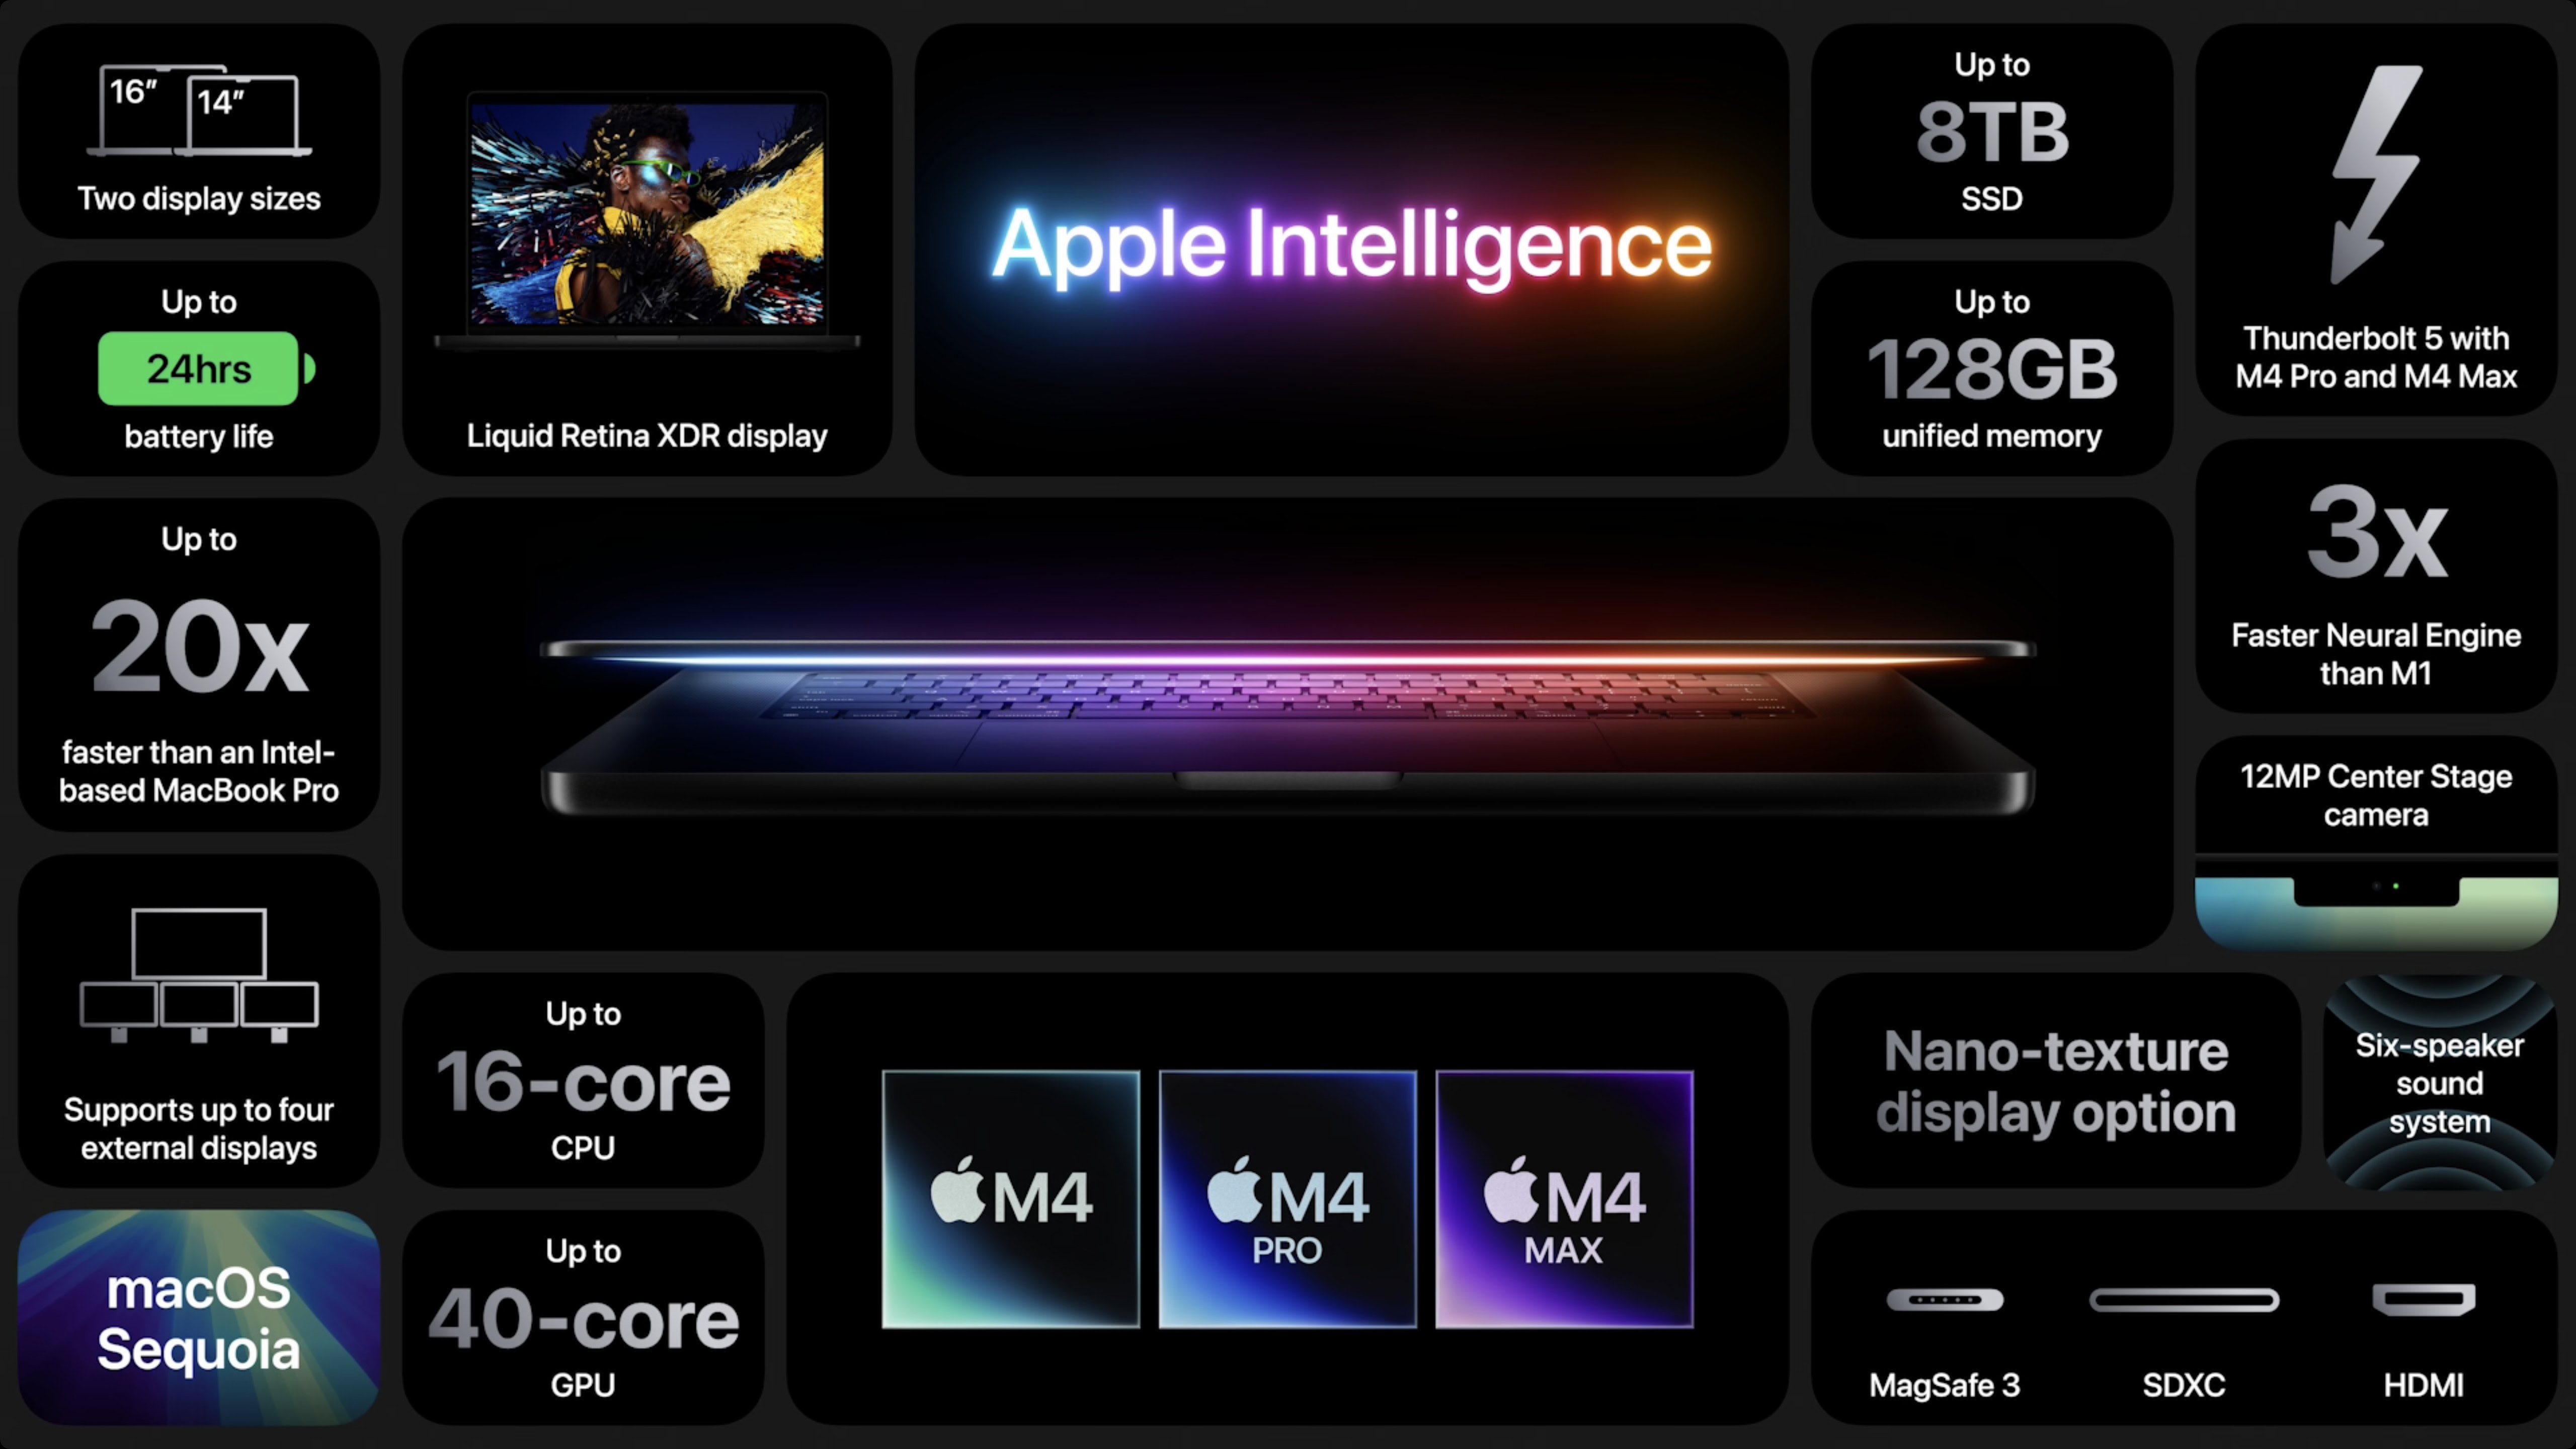 16″
14″
Two display sizes
Up to
24hrs
battery life
Liquid Retina XDR display
Apple Intelligence
Up to
8TB
SSD
Up to
128GB
unified memory
Thunderbolt 5 with
M4 Pro and M4 Max
Up to
20x
faster than an Intel-
based MacBook Pro
3x
Faster Neural Engine
than M1
12MP Center Stage
camera
Supports up to four
external displays
Up to
16-core
CPU
M4
M4
PRO
M4
MAX
Nano-texture
display option
Six-speaker
sound
system
macOS
Sequoia
Up to
40-core
GPU
MagSafe 3
SDXC
HDMI